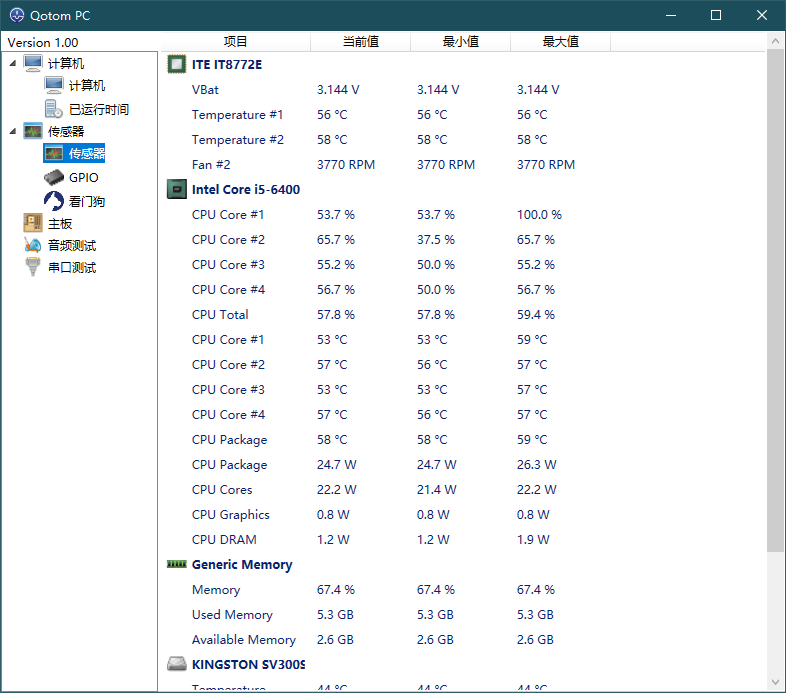 Qotom PC
Version 1.00
计算机
计算机
已运行时间
传感器
传感器
GPIO
看门狗
主板
音频测试
串口测试
项目 当前值 最小值 最大值
ITE IT8772E
VBat 3.144 V 3.144 V 3.144 V
Temperature #1 56 °C 56 °C 56 °C
Temperature #2 58 °C 58 °C 58 °C
Fan #2 3770 RPM 3770 RPM 3770 RPM
Intel Core i5-6400
CPU Core #1 53.7 % 53.7 % 100.0 %
CPU Core #2 65.7 % 37.5 % 65.7 %
CPU Core #3 55.2 % 50.0 % 55.2 %
CPU Core #4 56.7 % 50.0 % 56.7 %
CPU Total 57.8 % 57.8 % 59.4 %
CPU Core #1 53 °C 53 °C 59 °C
CPU Core #2 57 °C 56 °C 57 °C
CPU Core #3 53 °C 53 °C 57 °C
CPU Core #4 57 °C 56 °C 57 °C
CPU Package 58 °C 58 °C 59 °C
CPU Package 24.7 W 24.7 W 26.3 W
CPU Cores 22.2 W 21.4 W 22.2 W
CPU Graphics 0.8 W 0.8 W 0.8 W
CPU DRAM 1.2 W 1.2 W 1.9 W
Generic Memory
Memory 67.4 % 67.4 % 67.4 %
Used Memory 5.3 GB 5.3 GB 5.3 GB
Available Memory 2.6 GB 2.6 GB 2.6 GB
KINGSTON SV300S
Temperature 44 °C 44 °C 44 °C